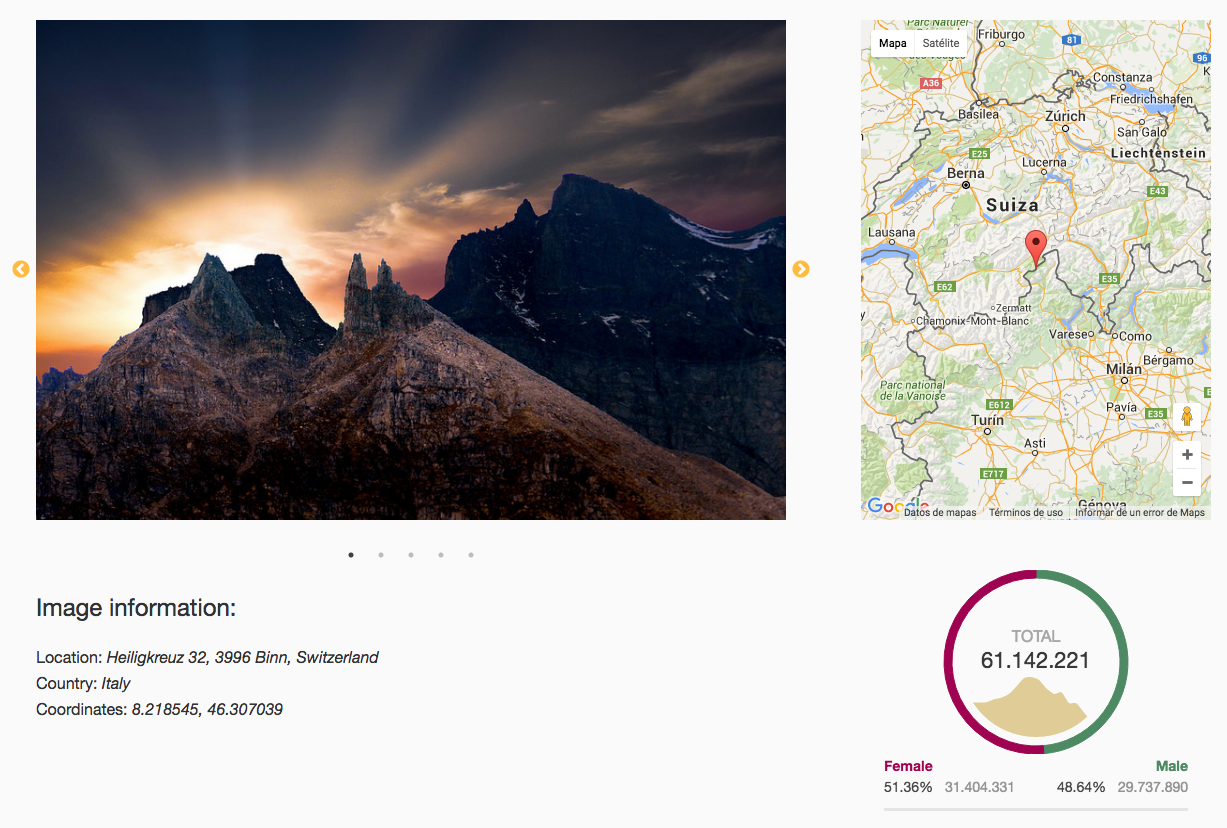 Parc Naturel
Friburgo
81
Mapa
Satélite
des Vosges
96
A36
Constanza
Friedrichshafen
Basilea
Zúrich
San Galo
E25
Liechtenstein
Lucerna
Berna
E43
Suiza
Lausana
E35
E62
Zermatt
Chamonix-Mont-Blanc
Varese
Como
Bérgamo
Milán
Parc national
de la Vanoise
E612
Pavía
E35
Turín
Asti
E717
Génova
Google
Datos de mapas
Términos de uso
Informar de un error de Maps
Image information:
Location: Heiligkreuz 32, 3996 Binn, Switzerland
Country: Italy
Coordinates: 8.218545, 46.307039
TOTAL
61.142.221
Female
Male
51.36% 31.404.331
48.64% 29.737.890